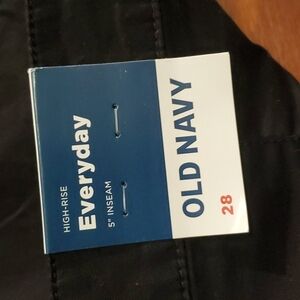 HIGH-RISE
Everyday
5" INSEAM
OLD NAVY
28